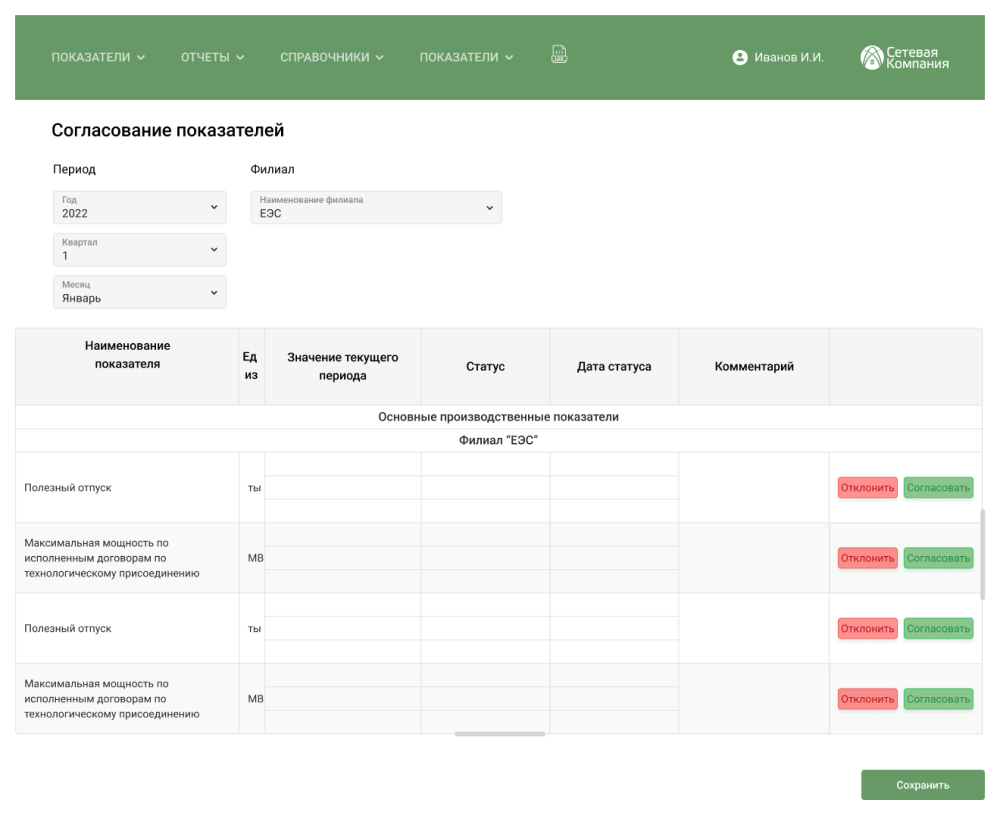 ПОКАЗАТЕЛИ ОТЧЕТЫ СПРАВОЧНИКИ ПОКАЗАТЕЛИ Иванов И.И. Сетевая
Компания
Согласование показателей
Период Филиал
Год Наименование филиала
2022 ЕЭС
Квартал
1
Месяц
Январь
Наименование
показателя
Ед
из
Значение текущего
периода
Статус
Дата статуса
Комментарий
Основные производственные показатели
Филиал “ЕЭС”
Полезный отпуск ты Отклонить Согласовать
Максимальная мощность по
исполненным договорам по МВ Отклонить Согласовать
технологическому присоединению
Полезный отпуск ты Отклонить Согласовать
Максимальная мощность по
исполненным договорам по МВ Отклонить Согласовать
технологическому присоединению
Сохранить